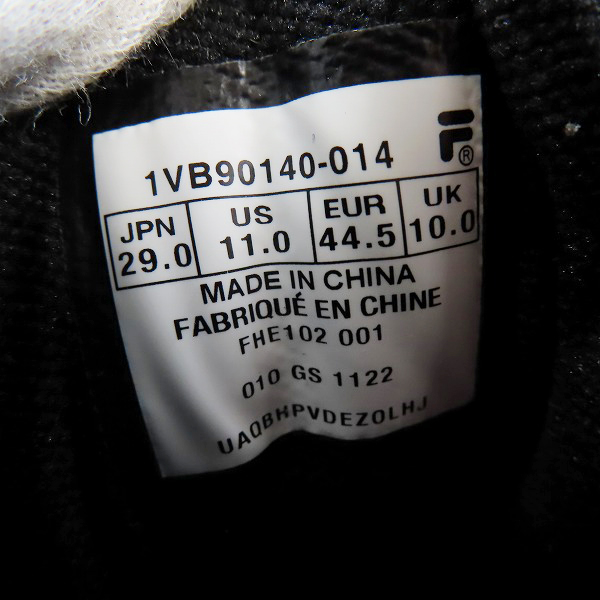 F®
1VB90140-014
JPN US EUR UK
29.0 11.0 44.5 10.0
MADE IN CHINA
FABRIQUÉ EN CHINE
FHE102 001
010 GS 1122
UAQBHPVDEZOLHJ